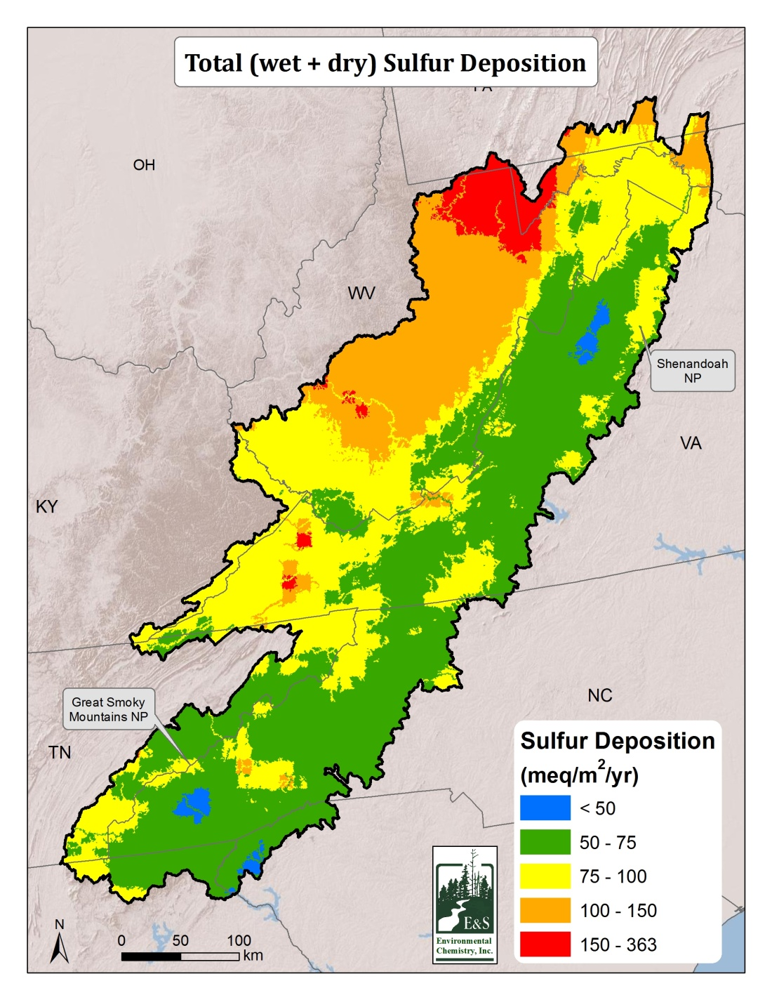 Total (wet + dry) Sulfur Deposition
PA
OH
WV
Shenandoah
NP
VA
KY
NC
Great Smoky
Mountains NP
TN
Sulfur Deposition
(meq/m²/yr)
< 50
50 - 75
75 - 100
100 - 150
150 - 363
E&S
Environmental
Chemistry, Inc.
N
0 50 100
km